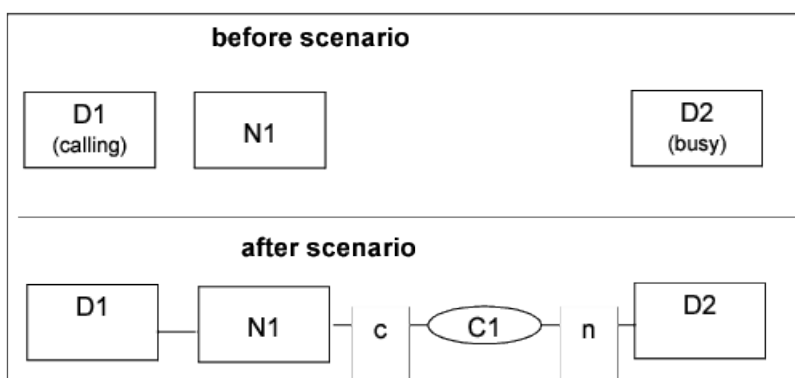 before scenario
D1
(calling)
N1
D2
(busy)
after scenario
D1
N1
c
C1
n
D2